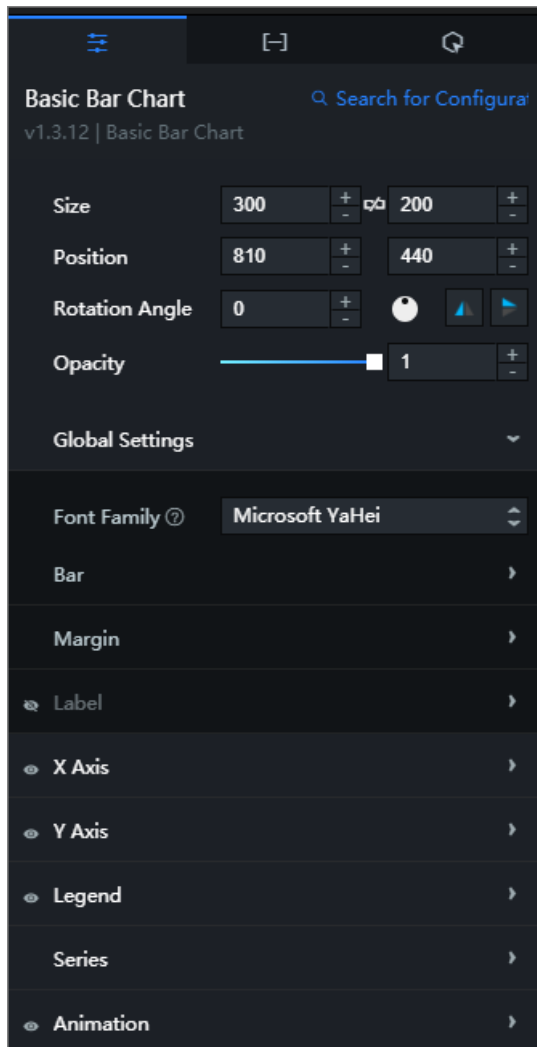 Basic Bar Chart Search for Configurat
v1.3.12 | Basic Bar Chart
Size 300 + - 200 + -
Position 810 + - 440 + -
Rotation Angle 0 + -
Opacity 1 + -
Global Settings
Font Family ? Microsoft YaHei
Bar
Margin
Label
X Axis
Y Axis
Legend
Series
Animation